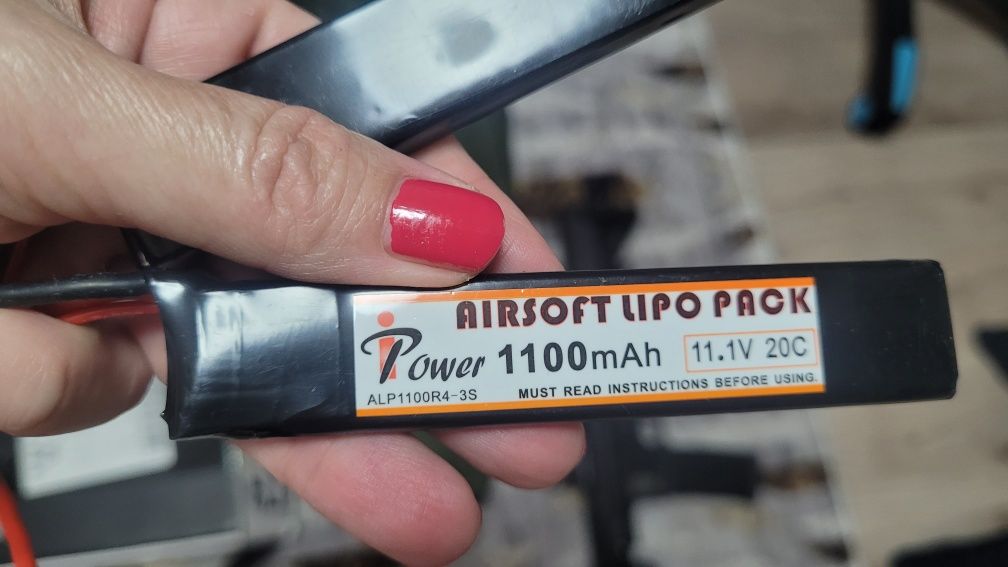 AIRSOFT LIPO PACK
iPower 1100mAh 11.1V 20C
ALP1100R4-3S MUST READ INSTRUCTIONS BEFORE USING.